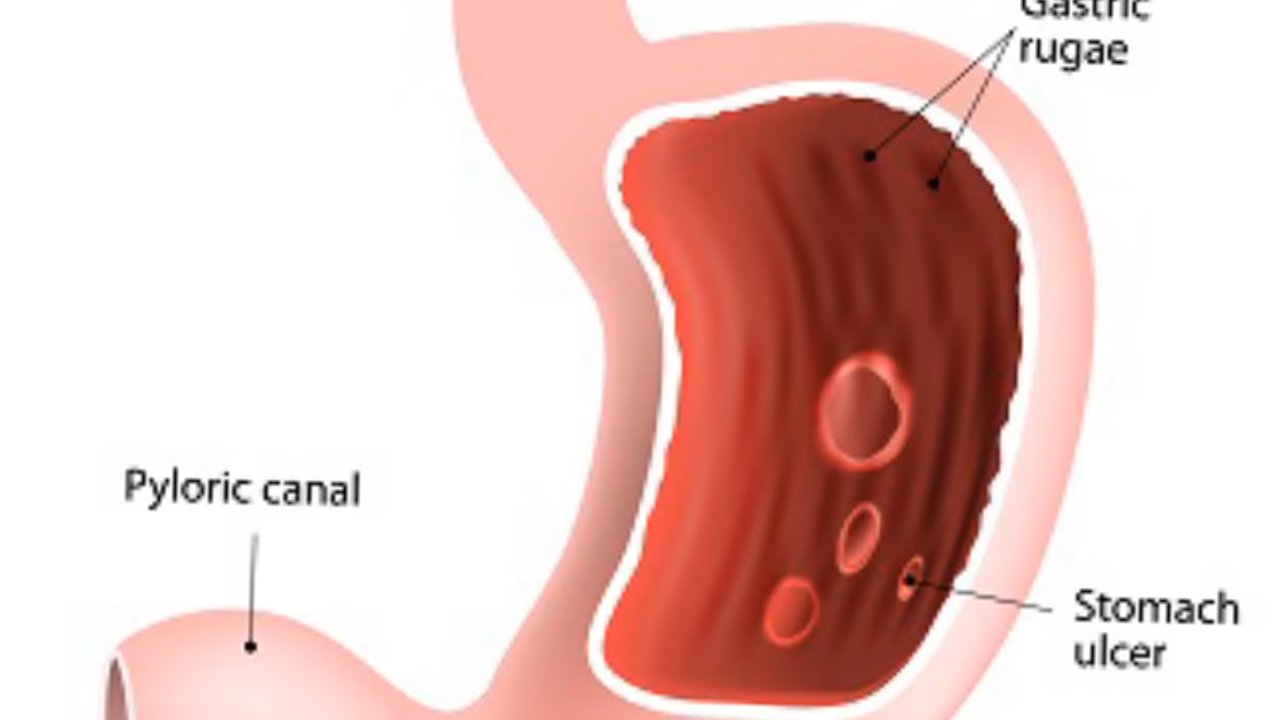 Gastric
rugae
Pyloric canal
Stomach
ulcer